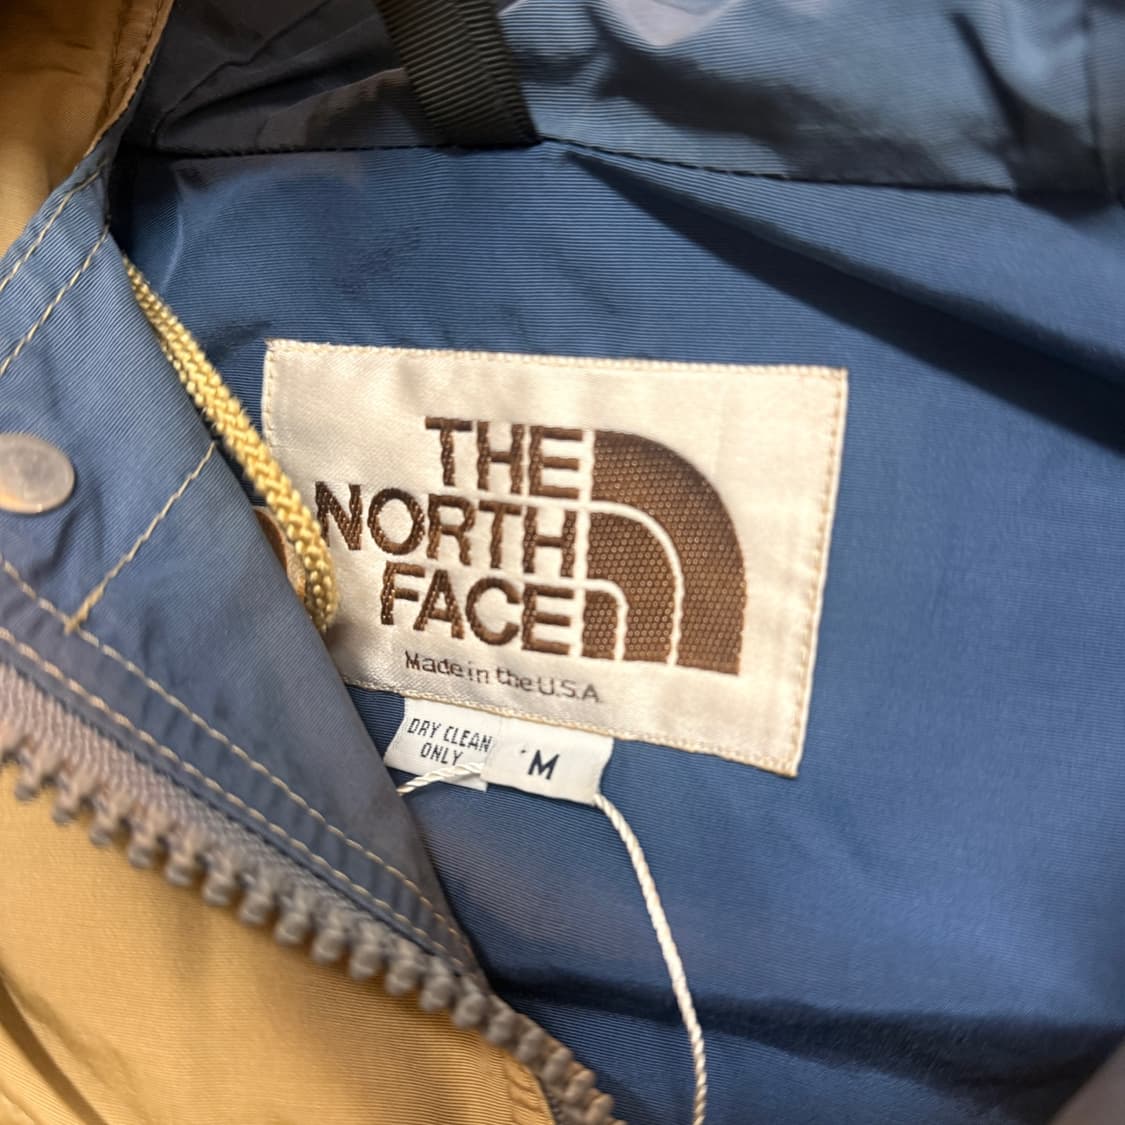 THE
NORTH
FACE
Made in the U.S.A.
DRY CLEAN
ONLY
M